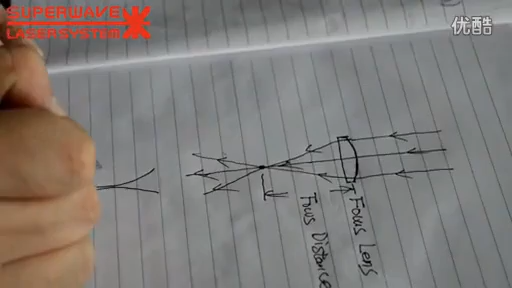 SUPERWAVE
LASER SYSTEM
优酷
Focus Lens
Focus Distance